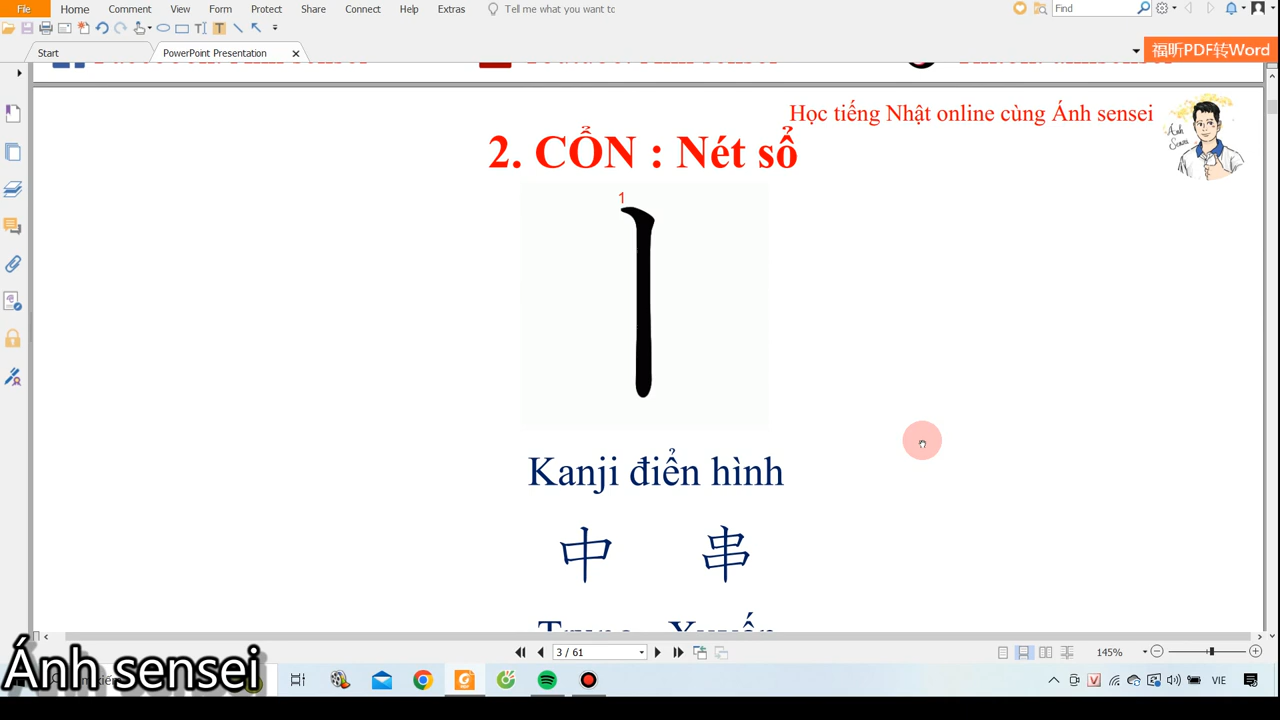 File Home Comment View Form Protect Share Connect Help Extras Tell me what you want to Find
Start PowerPoint Presentation 福昕PDF转Word
Học tiếng Nhật online cùng Ánh sensei
Ánh
Sensei
2. CỔN : Nét sổ
1
Kanji điển hình
中 串
3 / 61
145%
Ánh sensei
VIE